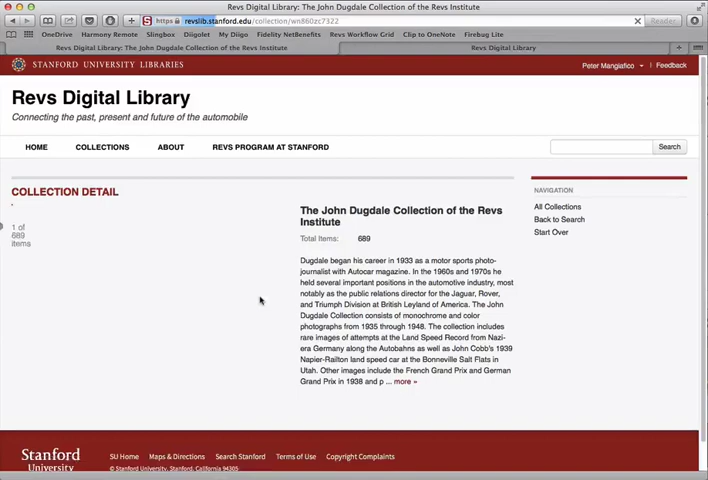 Revs Digital Library: The John Dugdale Collection of the Revs Institute
https revslib.stanford.edu/collection/wn860zc7322
Reader
OneDrive Harmony Remote Slingbox Diigolet My Diigo Fidelity NetBenefits Revs Workflow Grid Clip to OneNote Firebug Lite
Revs Digital Library: The John Dugdale Collection of the Revs Institute Revs Digital Library
STANFORD UNIVERSITY LIBRARIES Peter Mangiafico Feedback
Revs Digital Library
Connecting the past, present and future of the automobile
HOME COLLECTIONS ABOUT REVS PROGRAM AT STANFORD Search
COLLECTION DETAIL
1 of
689
items
The John Dugdale Collection of the Revs
Institute
Total Items: 689
Dugdale began his career in 1933 as a motor sports photo-
journalist with Autocar magazine. In the 1960s and 1970s he
held several important positions in the automotive industry, most
notably as the public relations director for the Jaguar, Rover,
and Triumph Division at British Leyland of America. The John
Dugdale Collection consists of monochrome and color
photographs from 1935 through 1948. The collection includes
rare images of attempts at the Land Speed Record from Nazi-
era Germany along the Autobahns as well as John Cobb's 1939
Napier-Railton land speed car at the Bonneville Salt Flats in
Utah. Other images include the French Grand Prix and German
Grand Prix in 1938 and p ... more »
NAVIGATION
All Collections
Back to Search
Start Over
Stanford
University
SU Home Maps & Directions Search Stanford Terms of Use Copyright Complaints
© Stanford University, Stanford, California 94305